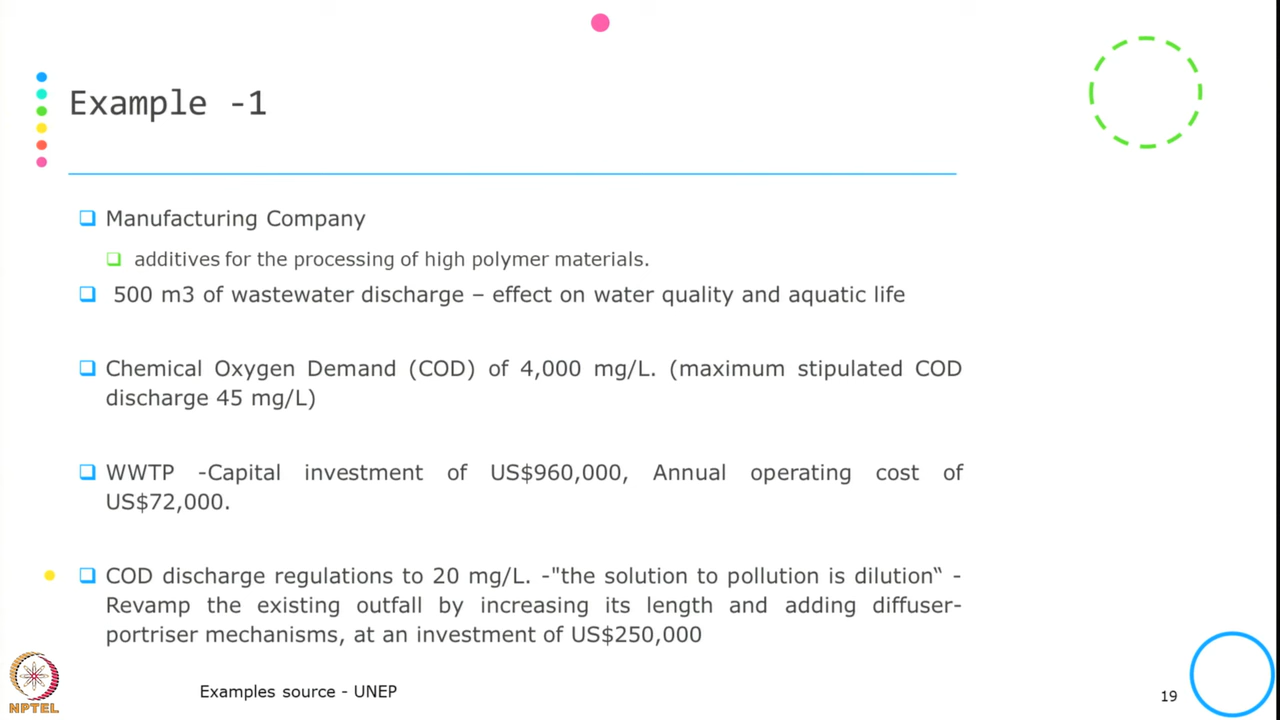 Example -1
Manufacturing Company
additives for the processing of high polymer materials.
500 m3 of wastewater discharge – effect on water quality and aquatic life
Chemical Oxygen Demand (COD) of 4,000 mg/L. (maximum stipulated COD
discharge 45 mg/L)
WWTP -Capital investment of US$960,000, Annual operating cost of
US$72,000.
COD discharge regulations to 20 mg/L. -"the solution to pollution is dilution“ -
Revamp the existing outfall by increasing its length and adding diffuser-
portriser mechanisms, at an investment of US$250,000
Examples source - UNEP
19
NPTEL